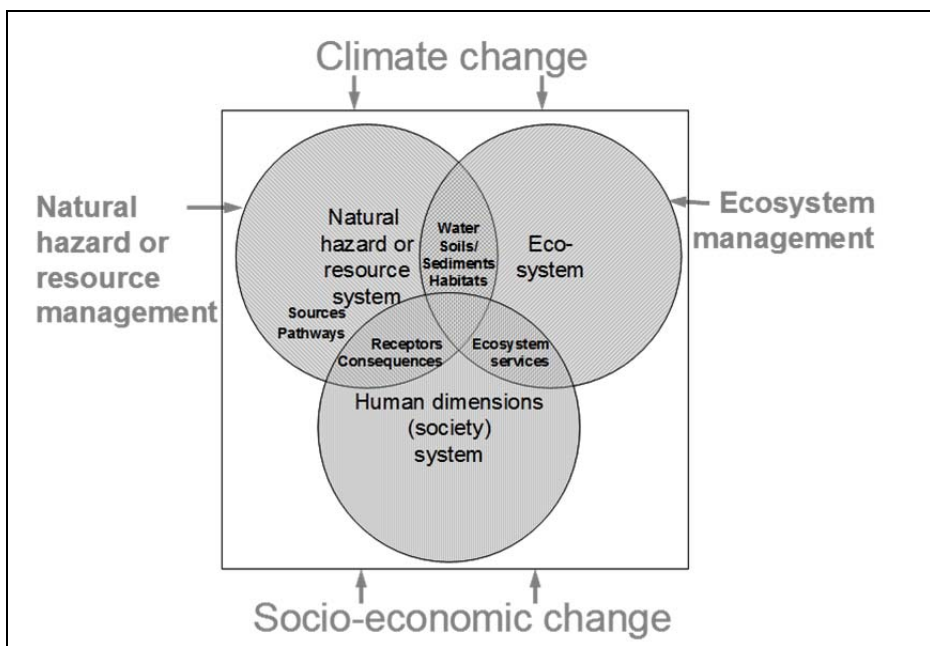 Climate change
Natural
hazard or
resource
management
Ecosystem
management
Natural
hazard or
resource
system
Water
Soils/
Sediments
Habitats
Eco-
system
Sources
Pathways
Receptors
Consequences
Ecosystem
services
Human dimensions
(society)
system
Socio-economic change